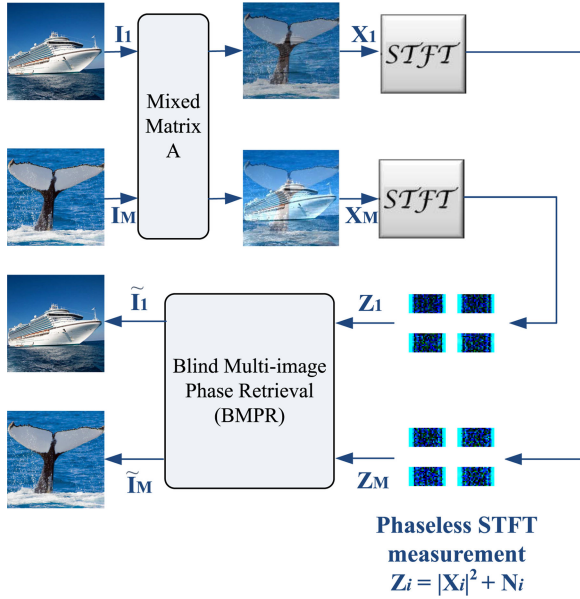 I1
X1
STFT
Mixed
Matrix
A
IM
XM
STFT
Ĩ1
Z1
Blind Multi-image
Phase Retrieval
(BMPR)
ĨM
ZM
Phaseless STFT
measurement
Zi = |Xi|² + Ni